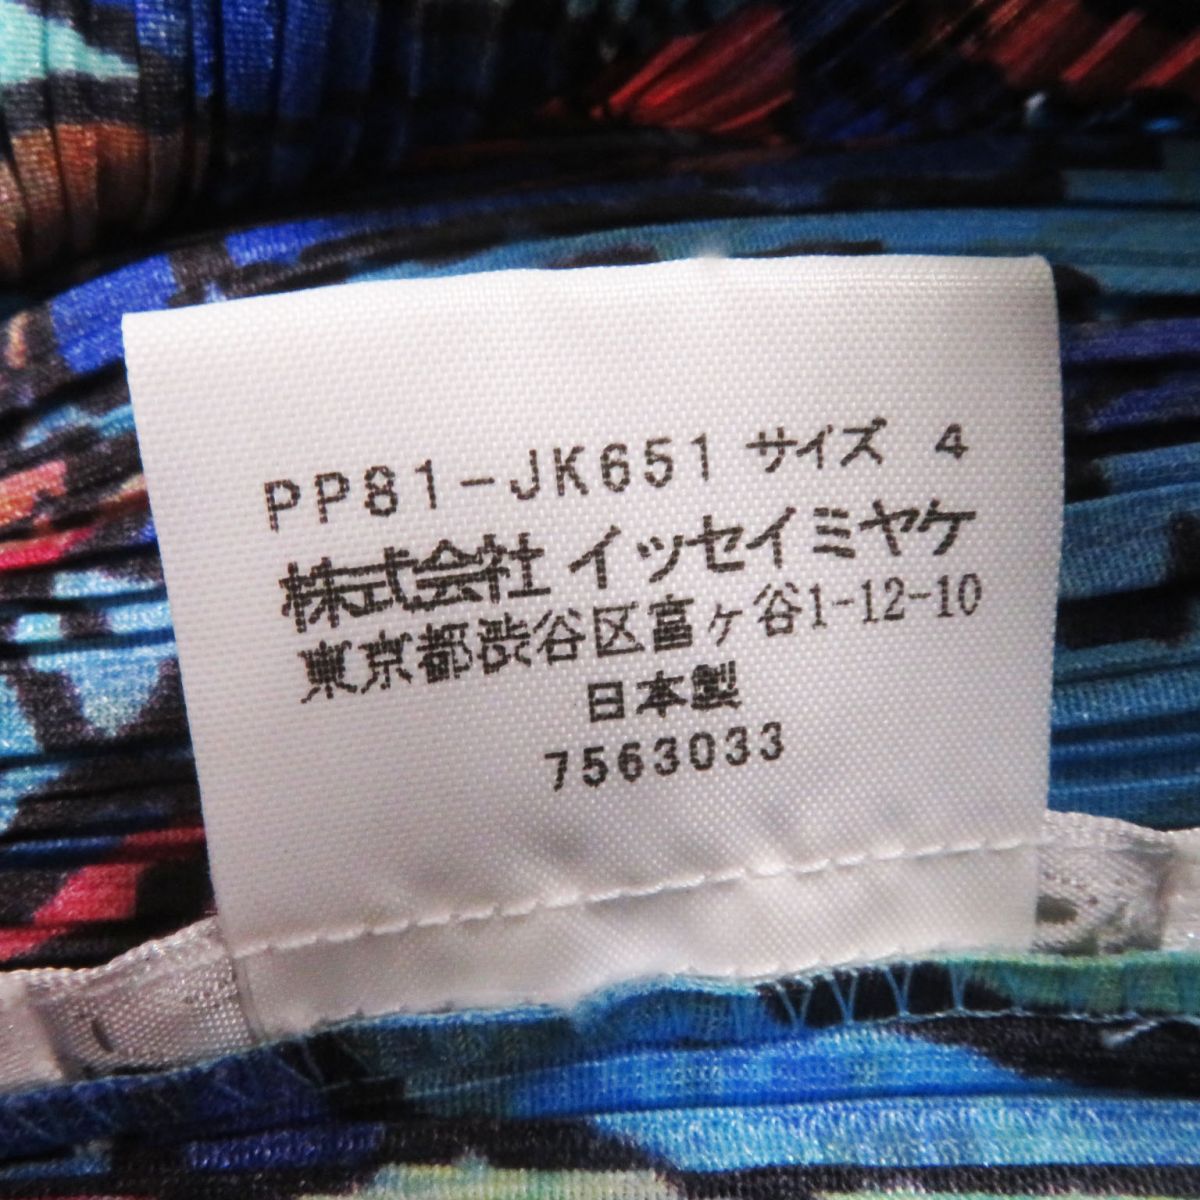 PP81-JK651 サイズ 4
株式会社 イッセイミヤケ
東京都渋谷区富ヶ谷1-12-10
日本製
7563033